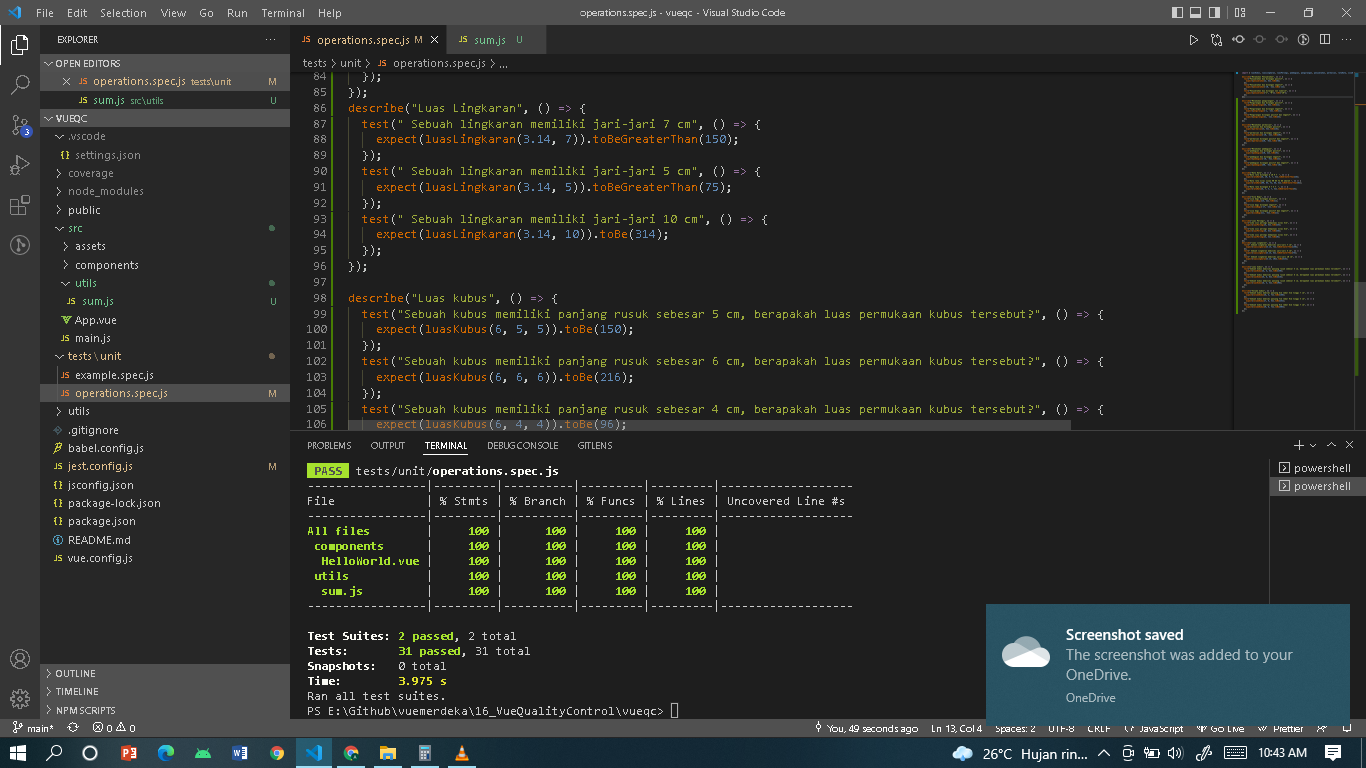 File Edit Selection View Go Run Terminal Help operations.spec.js - vueqc - Visual Studio Code
EXPLORER
OPEN EDITORS
operations.spec.js tests\unit M
sum.js src\utils U
VUEQC
.vscode
settings.json
coverage
node_modules
public
src
assets
components
utils
sum.js U
App.vue
main.js
tests\unit
example.spec.js
operations.spec.js M
utils
.gitignore
babel.config.js
jest.config.js M
jsconfig.json
package-lock.json
package.json
README.md
vue.config.js
OUTLINE
TIMELINE
NPM SCRIPTS
3
operations.spec.js M sum.js U
tests > unit > operations.spec.js > ...
84 });
85 });
86 describe("Luas Lingkaran", () => {
87 test(" Sebuah lingkaran memiliki jari-jari 7 cm", () => {
88 expect(luasLingkaran(3.14, 7)).toBeGreaterThan(150);
89 });
90 test(" Sebuah lingkaran memiliki jari-jari 5 cm", () => {
91 expect(luasLingkaran(3.14, 5)).toBeGreaterThan(75);
92 });
93 test(" Sebuah lingkaran memiliki jari-jari 10 cm", () => {
94 expect(luasLingkaran(3.14, 10)).toBe(314);
95 });
96 });
97
98 describe("Luas kubus", () => {
99 test("Sebuah kubus memiliki panjang rusuk sebesar 5 cm, berapakah luas permukaan kubus tersebut?", () => {
100 expect(luasKubus(6, 5, 5)).toBe(150);
101 });
102 test("Sebuah kubus memiliki panjang rusuk sebesar 6 cm, berapakah luas permukaan kubus tersebut?", () => {
103 expect(luasKubus(6, 6, 6)).toBe(216);
104 });
105 test("Sebuah kubus memiliki panjang rusuk sebesar 4 cm, berapakah luas permukaan kubus tersebut?", () => {
106 expect(luasKubus(6, 4, 4)).toBe(96);
PROBLEMS OUTPUT TERMINAL DEBUG CONSOLE GITLENS
powershell
powershell
PASS tests/unit/operations.spec.js
-----------------|---------|----------|---------|---------|-------------------
File | % Stmts | % Branch | % Funcs | % Lines | Uncovered Line #s
-----------------|---------|----------|---------|---------|-------------------
All files | 100 | 100 | 100 | 100 |
components | 100 | 100 | 100 | 100 |
HelloWorld.vue | 100 | 100 | 100 | 100 |
utils | 100 | 100 | 100 | 100 |
sum.js | 100 | 100 | 100 | 100 |
-----------------|---------|----------|---------|---------|-------------------
Test Suites: 2 passed, 2 total
Tests: 31 passed, 31 total
Snapshots: 0 total
Time: 3.975 s
Ran all test suites.
PS E:\Github\vuemerdeka\16_VueQualityControl\vueqc>
Screenshot saved
The screenshot was added to your
OneDrive.
OneDrive
main* 0 0 You, 49 seconds ago Ln 13, Col 4 Spaces: 2 UTF-8 CRLF JavaScript Go Live Prettier
26°C Hujan rin... 10:43 AM